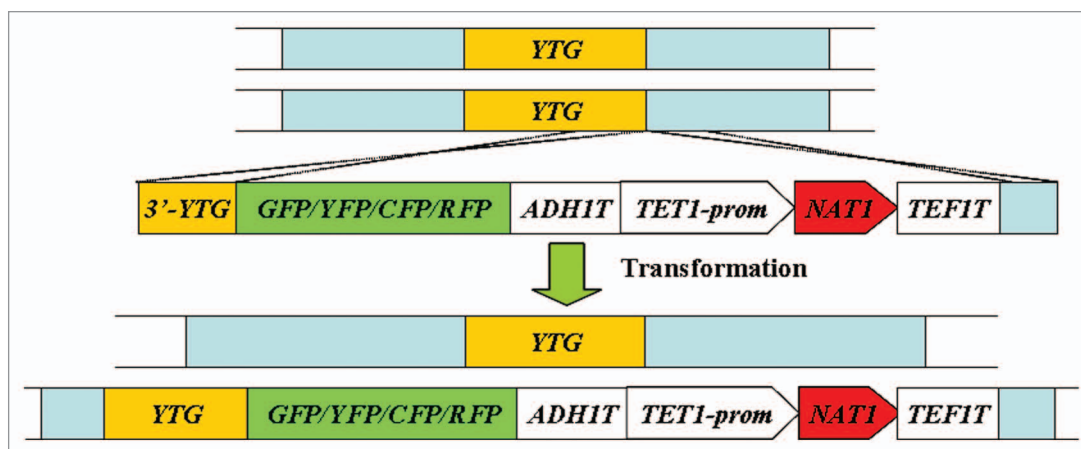 YTG
YTG
3'-YTG GFP/YFP/CFP/RFP ADH1T TET1-prom NAT1 TEF1T
Transformation
YTG
YTG GFP/YFP/CFP/RFP ADH1T TET1-prom NAT1 TEF1T